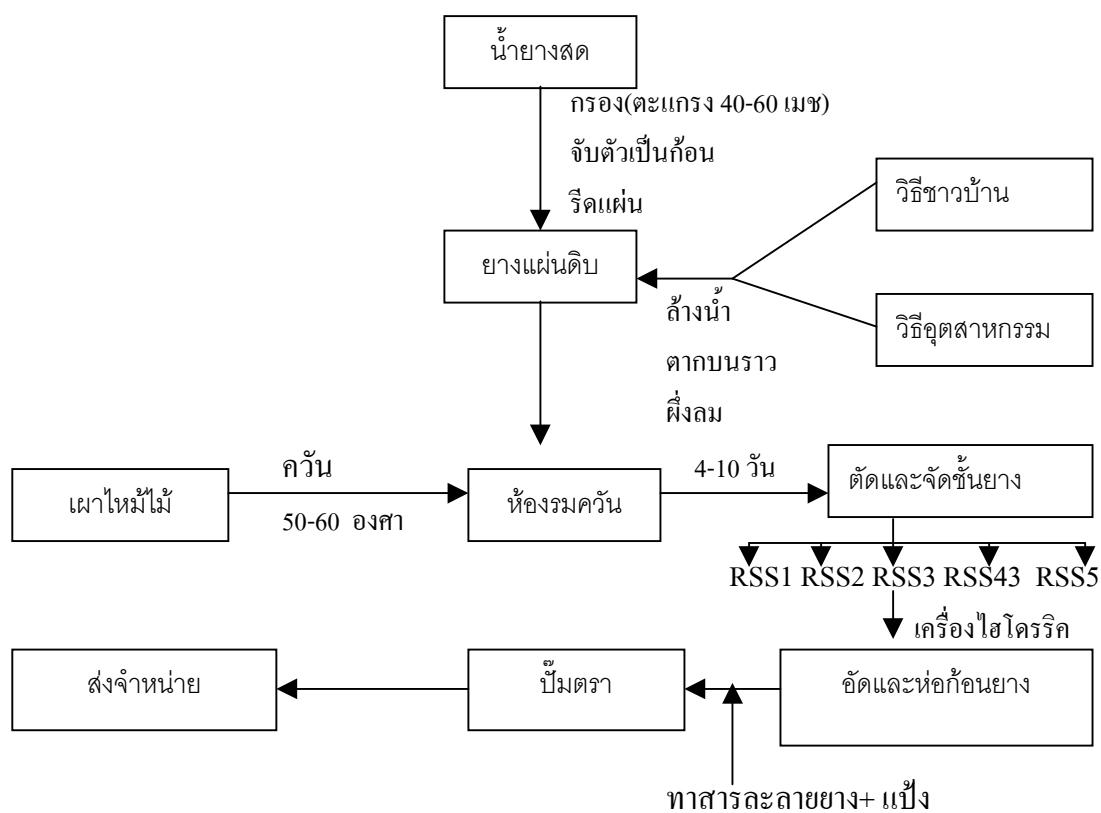 น้ำยางสด
กรอง(ตะแกรง 40-60 เมช)
จับตัวเป็นก้อน
รีดแผ่น
วิธีชาวบ้าน
ยางแผ่นดิบ
ล้างน้ำ
วิธีอุตสาหกรรม
ตากบนราว
ผึ่งลม
เผาไหม้ไม้
ควัน
50-60 องศา
ห้องรมควัน
4-10 วัน
ตัดและจัดชั้นยาง
RSS1 RSS2 RSS3 RSS43 RSS5
เครื่องไฮโดรริค
ส่งจำหน่าย
ปั๊มตรา
อัดและห่อก้อนยาง
ทาสารละลายยาง+ แป้ง